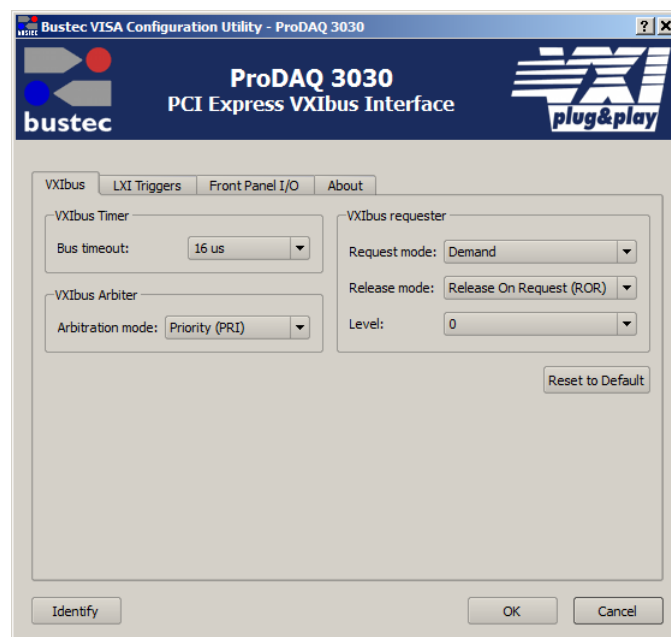 Bustec VISA Configuration Utility - ProDAQ 3030
ProDAQ 3030
PCI Express VXIbus Interface
bustec
VXI
plug&play
VXIbus
LXI Triggers
Front Panel I/O
About
VXIbus Timer
Bus timeout:
16 us
VXIbus Arbiter
Arbitration mode:
Priority (PRI)
VXIbus requester
Request mode:
Demand
Release mode:
Release On Request (ROR)
Level:
0
Reset to Default
Identify
OK
Cancel